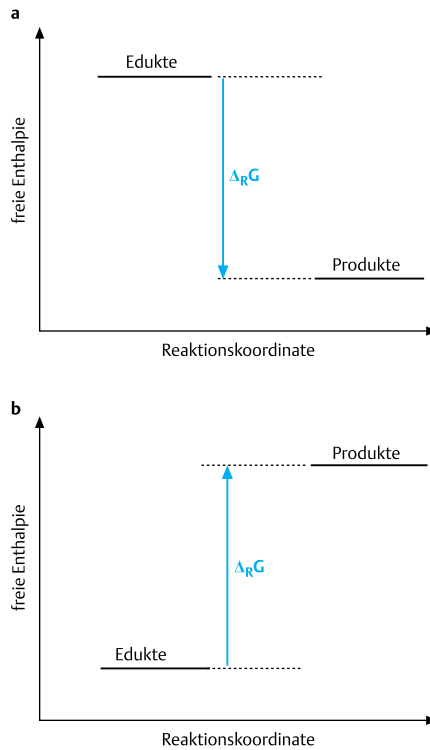 a
Edukte
freie Enthalpie
ΔRG
Produkte
Reaktionskoordinate
b
Produkte
freie Enthalpie
ΔRG
Edukte
Reaktionskoordinate